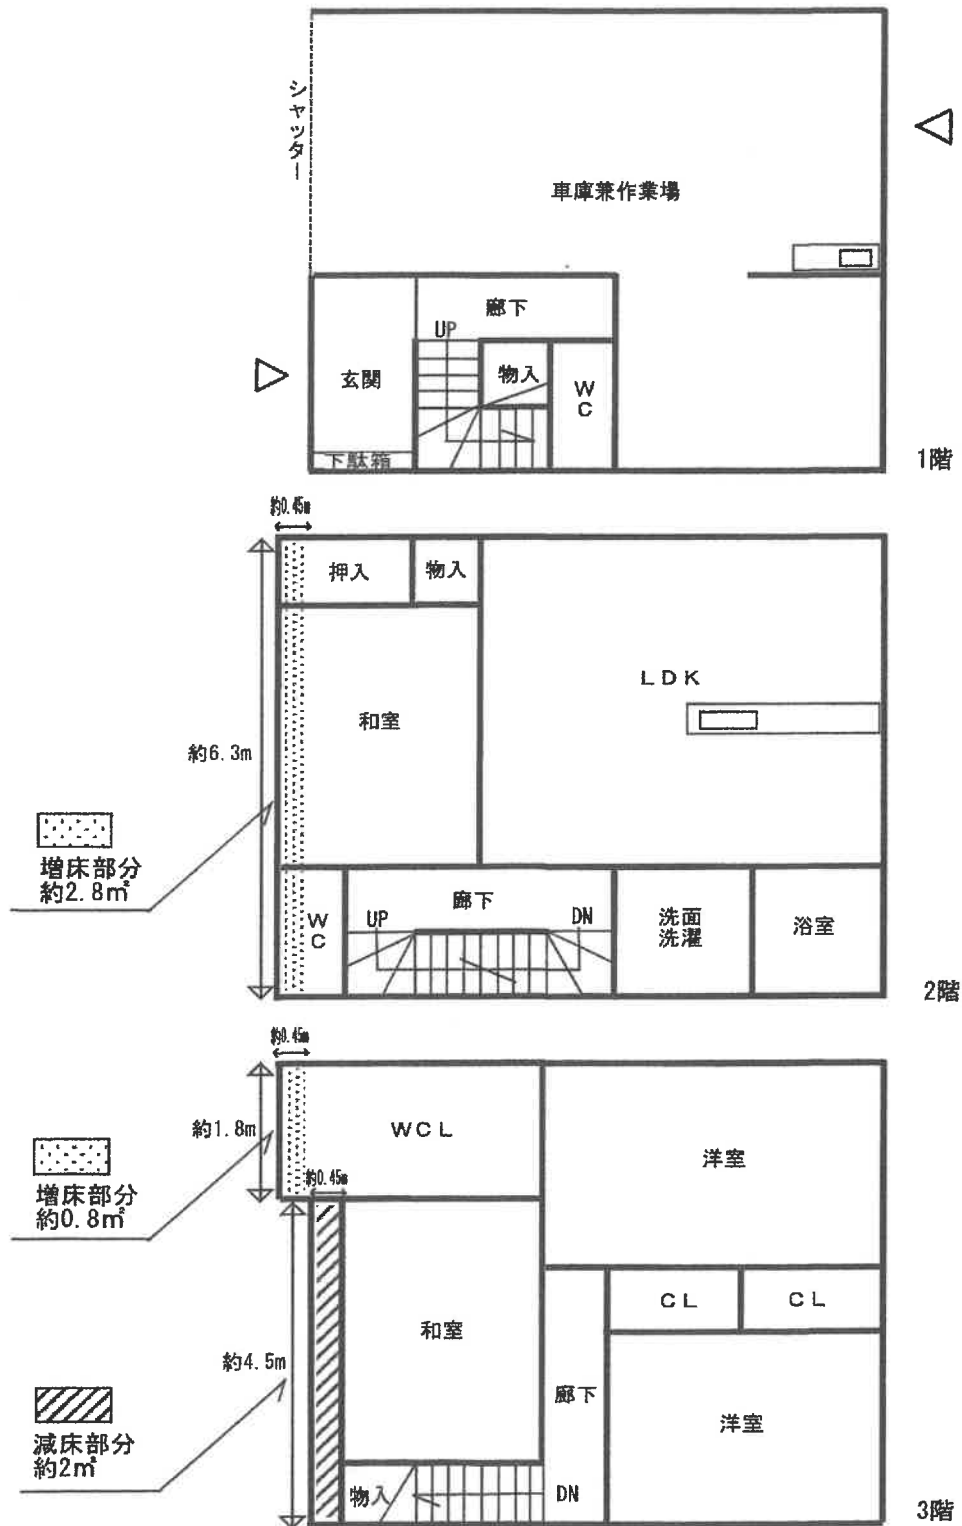 シャッター
車庫兼作業場
廊下
UP
玄関
物入
WC
下駄箱
1階
約0.45m
押入
物入
LDK
和室
約6.3m
増床部分
約2.8㎡
WC
UP
廊下
DN
洗面
洗濯
浴室
2階
約0.45m
約1.8m
WCL
洋室
増床部分
約0.8㎡
約0.45m
CL
CL
和室
約4.5m
廊下
洋室
減床部分
約2㎡
物入
DN
3階